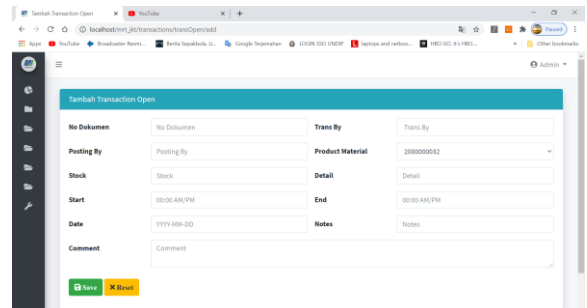 Tambah Transaction Open
YouTube
localhost/mrt_jkt/transactions/transOpen/add
Paused
Apps
YouTube
Broadcaster Resmi...
Berita Sepakbola, Li...
Google Terjemahan
LOGIN SSO UNDIP
laptops and netboo...
HBO GO. It's HBO...
Other bookmarks
Admin
Tambah Transaction Open
No Dokumen No Dokumen Trans By Trans By
Posting By Posting By Product Material 2000000032
Stock Stock Detail Detail
Start 00:00 AM/PM End 00:00 AM/PM
Date YYYY-MM-DD Notes Notes
Comment Comment
Save Reset